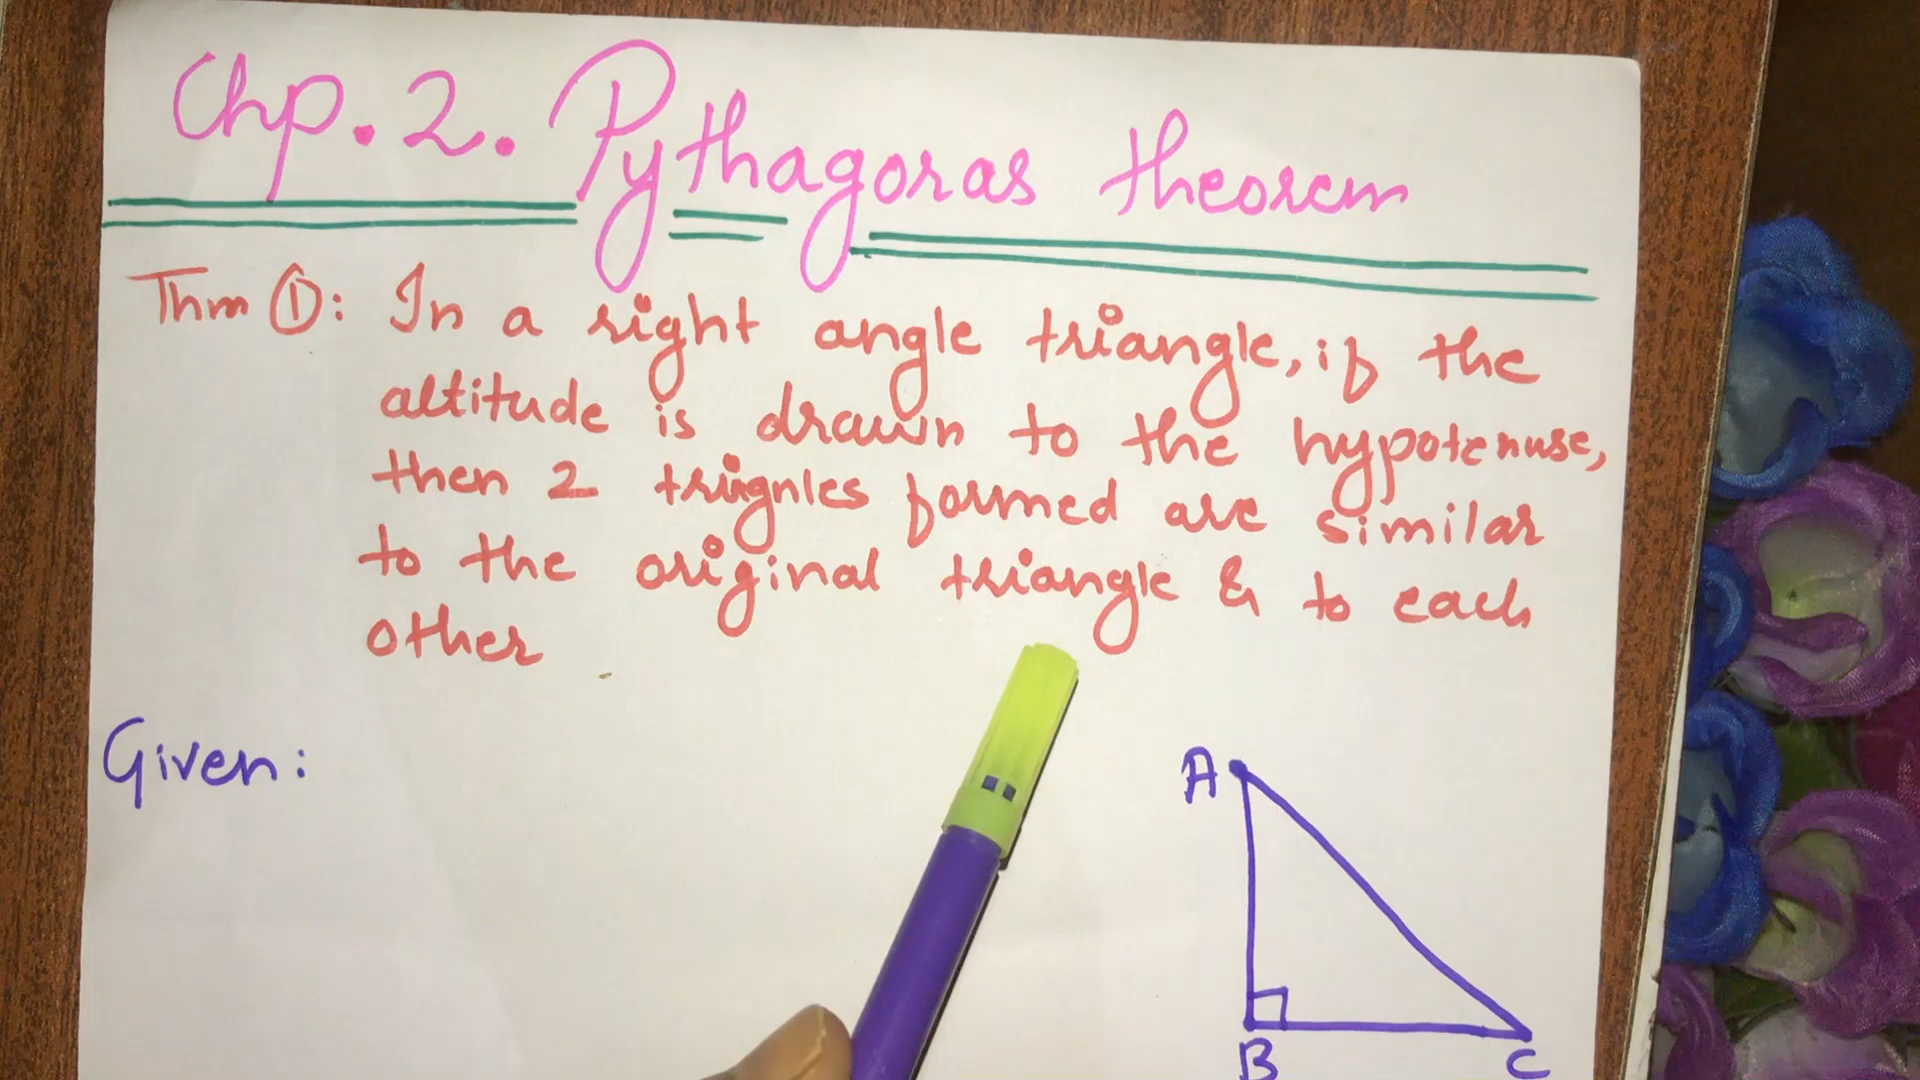 Chp. 2. Pythagoras theorem
Thm ①: In a right angle triangle, if the
altitude is drawn to the hypotenuse,
then 2 trignles formed are similar
to the original triangle & to each
other
Given:
A
B
C